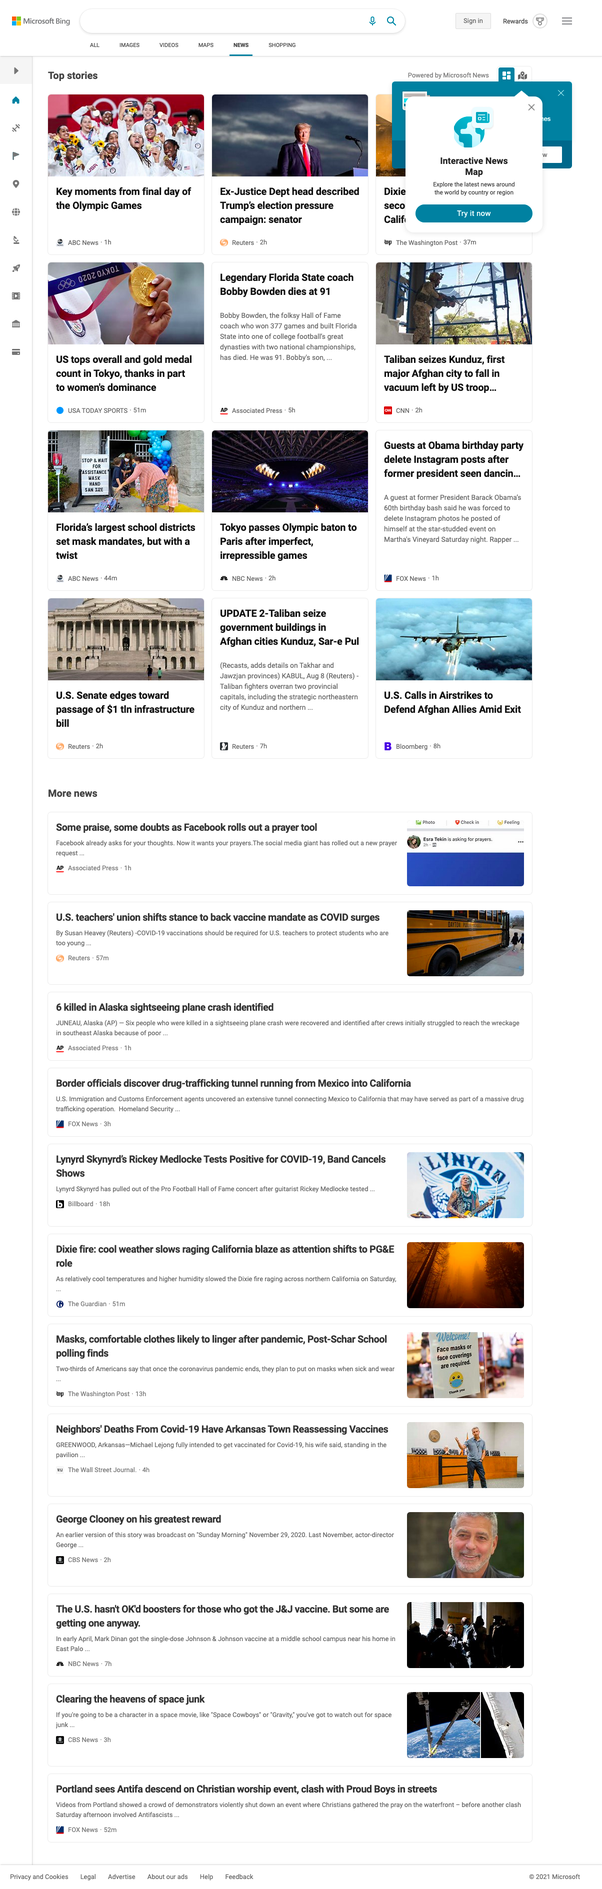 Microsoft Bing
Sign in
Rewards
ALL IMAGES VIDEOS MAPS NEWS SHOPPING
Top stories
Powered by Microsoft News
Interactive News
Map
Explore the latest news around
the world by country or region
Try it now
Key moments from final day of
the Olympic Games
ABC News · 1h
Ex-Justice Dept head described
Trump's election pressure
campaign: senator
Reuters · 2h
Dixie
seco
Calif
The Washington Post · 37m
TOKYO 2020
US tops overall and gold medal
count in Tokyo, thanks in part
to women's dominance
USA TODAY SPORTS · 51m
Legendary Florida State coach
Bobby Bowden dies at 91
Bobby Bowden, the folksy Hall of Fame
coach who won 377 games and built Florida
State into one of college football's great
dynasties with two national championships,
has died. He was 91. Bobby's son, ...
AP Associated Press · 5h
Taliban seizes Kunduz, first
major Afghan city to fall in
vacuum left by US troop...
CNN · 2h
STOP & WAIT
FOR
ASSISTANCE
MASK
HAND
SAN SIZE
Florida's largest school districts
set mask mandates, but with a
twist
ABC News · 44m
Tokyo passes Olympic baton to
Paris after imperfect,
irrepressible games
NBC News · 2h
Guests at Obama birthday party
delete Instagram posts after
former president seen dancin...
A guest at former President Barack Obama's
60th birthday bash said he was forced to
delete Instagram photos he posted of
himself at the star-studded event on
Martha's Vineyard Saturday night. Rapper ...
FOX News · 1h
U.S. Senate edges toward
passage of $1 tln infrastructure
bill
Reuters · 2h
UPDATE 2-Taliban seize
government buildings in
Afghan cities Kunduz, Sar-e Pul
(Recasts, adds details on Takhar and
Jawzjan provinces) KABUL, Aug 8 (Reuters) -
Taliban fighters overran two provincial
capitals, including the strategic northeastern
city of Kunduz and northern ...
Reuters · 7h
U.S. Calls in Airstrikes to
Defend Afghan Allies Amid Exit
B Bloomberg · 8h
More news
Some praise, some doubts as Facebook rolls out a prayer tool
Facebook already asks for your thoughts. Now it wants your prayers.The social media giant has rolled out a new prayer
request ...
AP Associated Press · 1h
Photo Check in Feeling
Esra Tekin is asking for prayers.
U.S. teachers' union shifts stance to back vaccine mandate as COVID surges
By Susan Heavey (Reuters) -COVID-19 vaccinations should be required for U.S. teachers to protect students who are
too young ...
Reuters · 57m
6 killed in Alaska sightseeing plane crash identified
JUNEAU, Alaska (AP) — Six people who were killed in a sightseeing plane crash were recovered and identified after crews initially struggled to reach the wreckage
in southeast Alaska because of poor ...
AP Associated Press · 1h
Border officials discover drug-trafficking tunnel running from Mexico into California
U.S. Immigration and Customs Enforcement agents uncovered an extensive tunnel connecting Mexico to California that may have served as part of a massive drug
trafficking operation. Homeland Security ...
FOX News · 3h
Lynyrd Skynyrd's Rickey Medlocke Tests Positive for COVID-19, Band Cancels
Shows
Lynyrd Skynyrd has pulled out of the Pro Football Hall of Fame concert after guitarist Rickey Medlocke tested ...
b Billboard · 18h
LYNYRD
Dixie fire: cool weather slows raging California blaze as attention shifts to PG&E
role
As relatively cool temperatures and higher humidity slowed the Dixie fire raging across northern California on Saturday,
...
The Guardian · 51m
Masks, comfortable clothes likely to linger after pandemic, Post-Schar School
polling finds
Two-thirds of Americans say that once the coronavirus pandemic ends, they plan to put on masks when sick and wear
...
The Washington Post · 13h
Welcome!
Face masks or
face coverings
are required.
Thank you
Neighbors' Deaths From Covid-19 Have Arkansas Town Reassessing Vaccines
GREENWOOD, Arkansas—Michael Lejong fully intended to get vaccinated for Covid-19, his wife said, standing in the
pavilion ...
The Wall Street Journal. · 4h
George Clooney on his greatest reward
An earlier version of this story was broadcast on "Sunday Morning" November 29, 2020. Last November, actor-director
George ...
CBS News · 2h
The U.S. hasn't OK'd boosters for those who got the J&J vaccine. But some are
getting one anyway.
In early April, Mark Dinan got the single-dose Johnson & Johnson vaccine at a middle school campus near his home in
East Palo ...
NBC News · 7h
Clearing the heavens of space junk
If you're going to be a character in a space movie, like "Space Cowboys" or "Gravity," you've got to watch out for space
junk ...
CBS News · 3h
Portland sees Antifa descend on Christian worship event, clash with Proud Boys in streets
Videos from Portland showed a crowd of demonstrators violently shut down an event where Christians gathered the pray on the waterfront – before another clash
Saturday afternoon involved Antifascists ...
FOX News · 52m
Privacy and Cookies Legal Advertise About our ads Help Feedback
© 2021 Microsoft